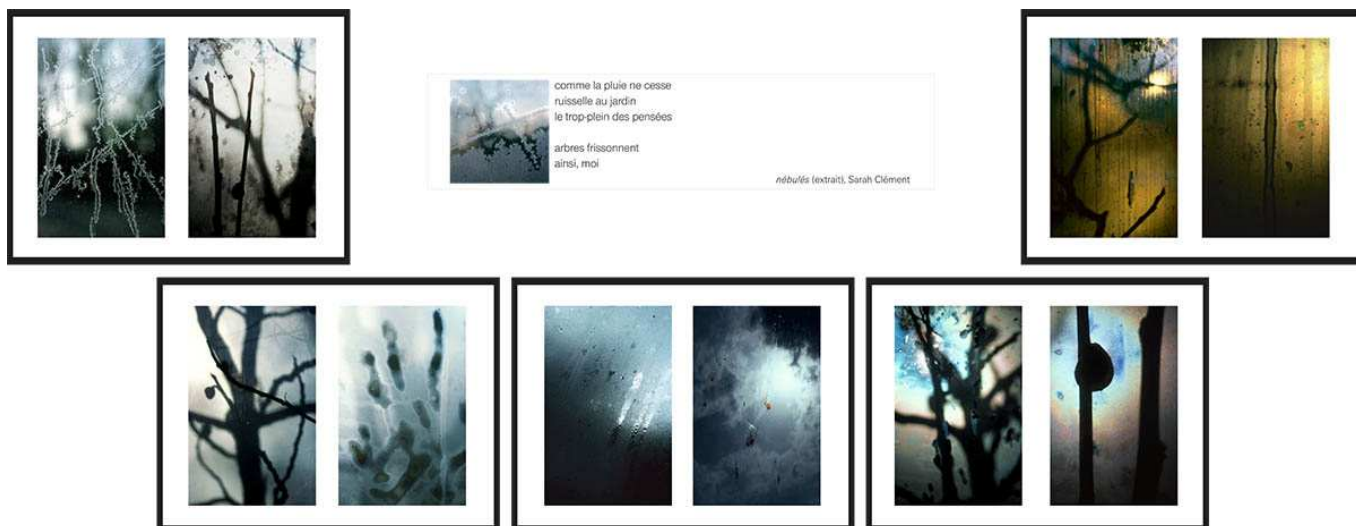 comme la pluie ne cesse
ruisselle au jardin
le trop-plein des pensées
arbres frissonnent
ainsi, moi
nébulés (extrait), Sarah Clément